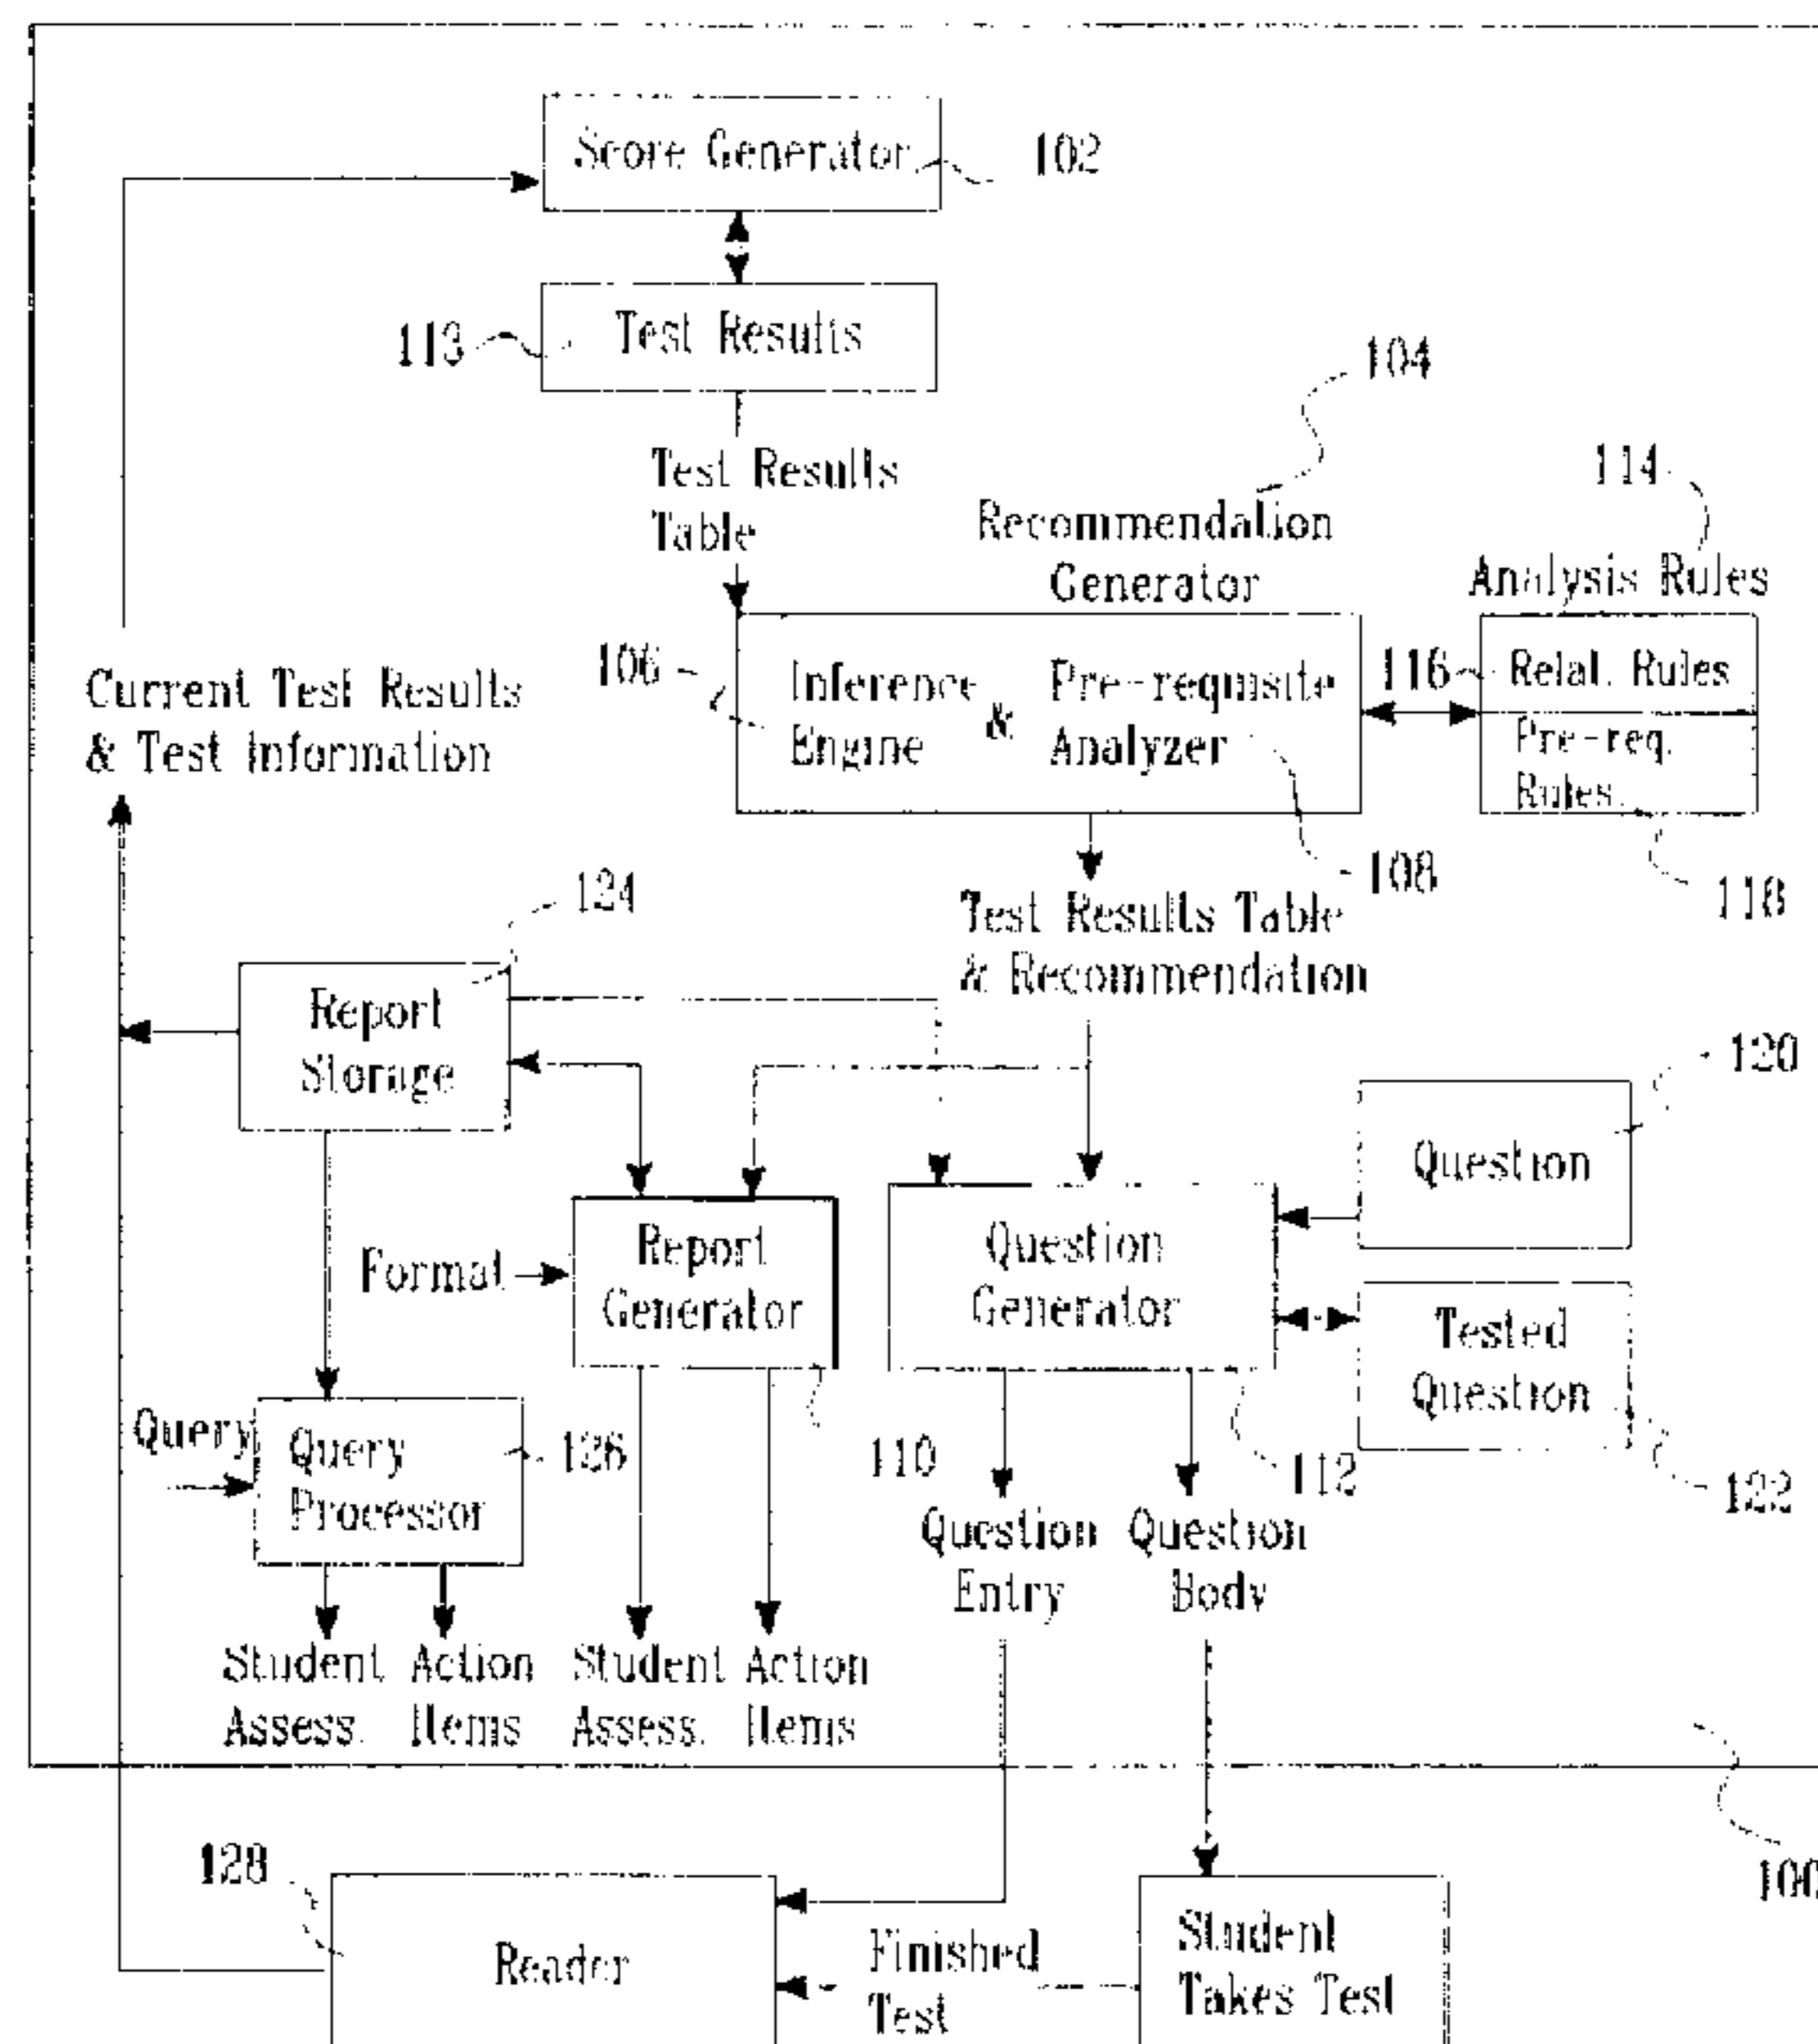 Score Generator
102
Test Results
113
104
Test Results
Table
Recommendation
Generator
114
Analysis Rules
106
Inference
Engine
&
Pre-requisite
Analyzer
116
Relat. Rules
Pre-req.
Rules
Current Test Results
& Test Information
108
118
124
Test Results Table
& Recommendation
Report
Storage
120
Question
Format
Report
Generator
Question
Generator
Tested
Question
Query
Query
Processor
126
110
112
122
Question
Entry
Question
Body
Student
Assess.
Action
Items
Student
Assess.
Action
Items
128
100
Reader
Finished
Test
Student
Takes Test